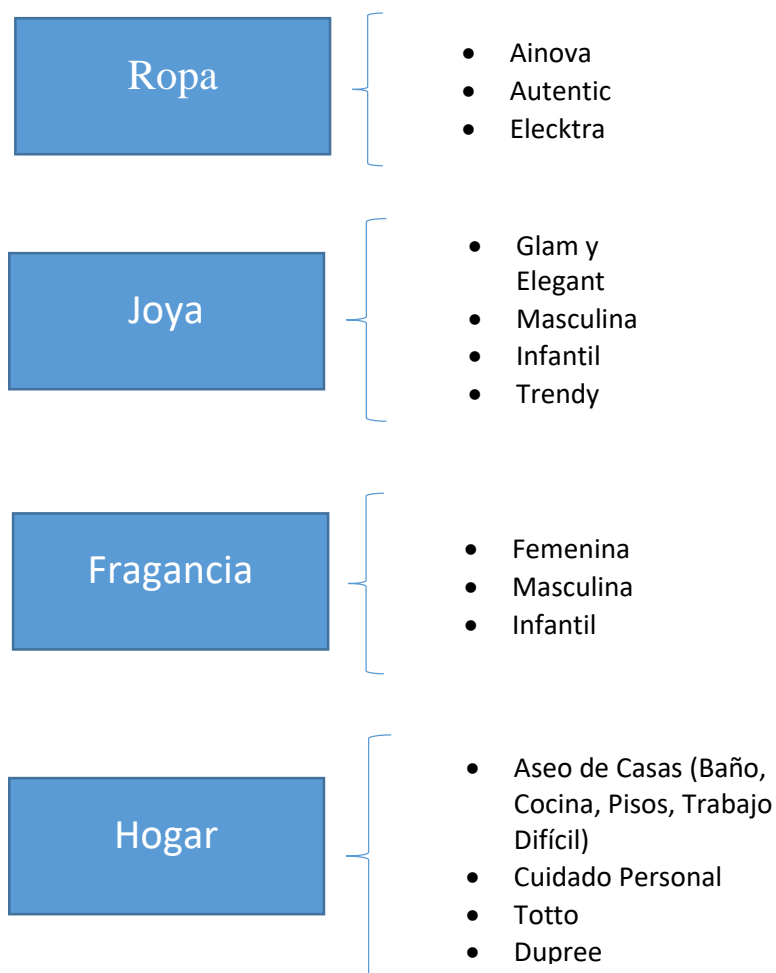 Ropa
• Ainova
• Autentic
• Elecktra
Joya
• Glam y
Elegant
• Masculina
• Infantil
• Trendy
Fragancia
• Femenina
• Masculina
• Infantil
Hogar
• Aseo de Casas (Baño,
Cocina, Pisos, Trabajo
Difícil)
• Cuidado Personal
• Totto
• Dupree